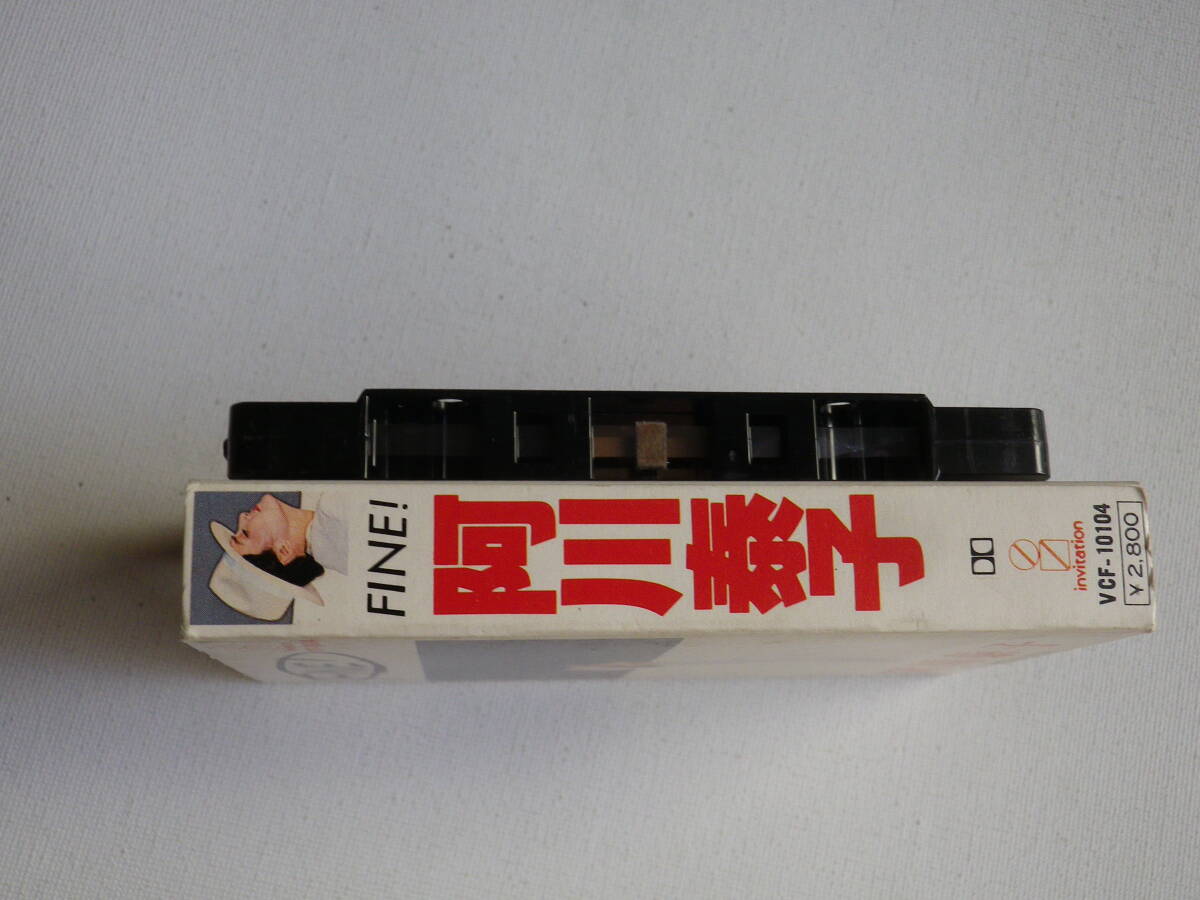 FINE!
阿川泰子
invitation
VCF-10104
¥2,800